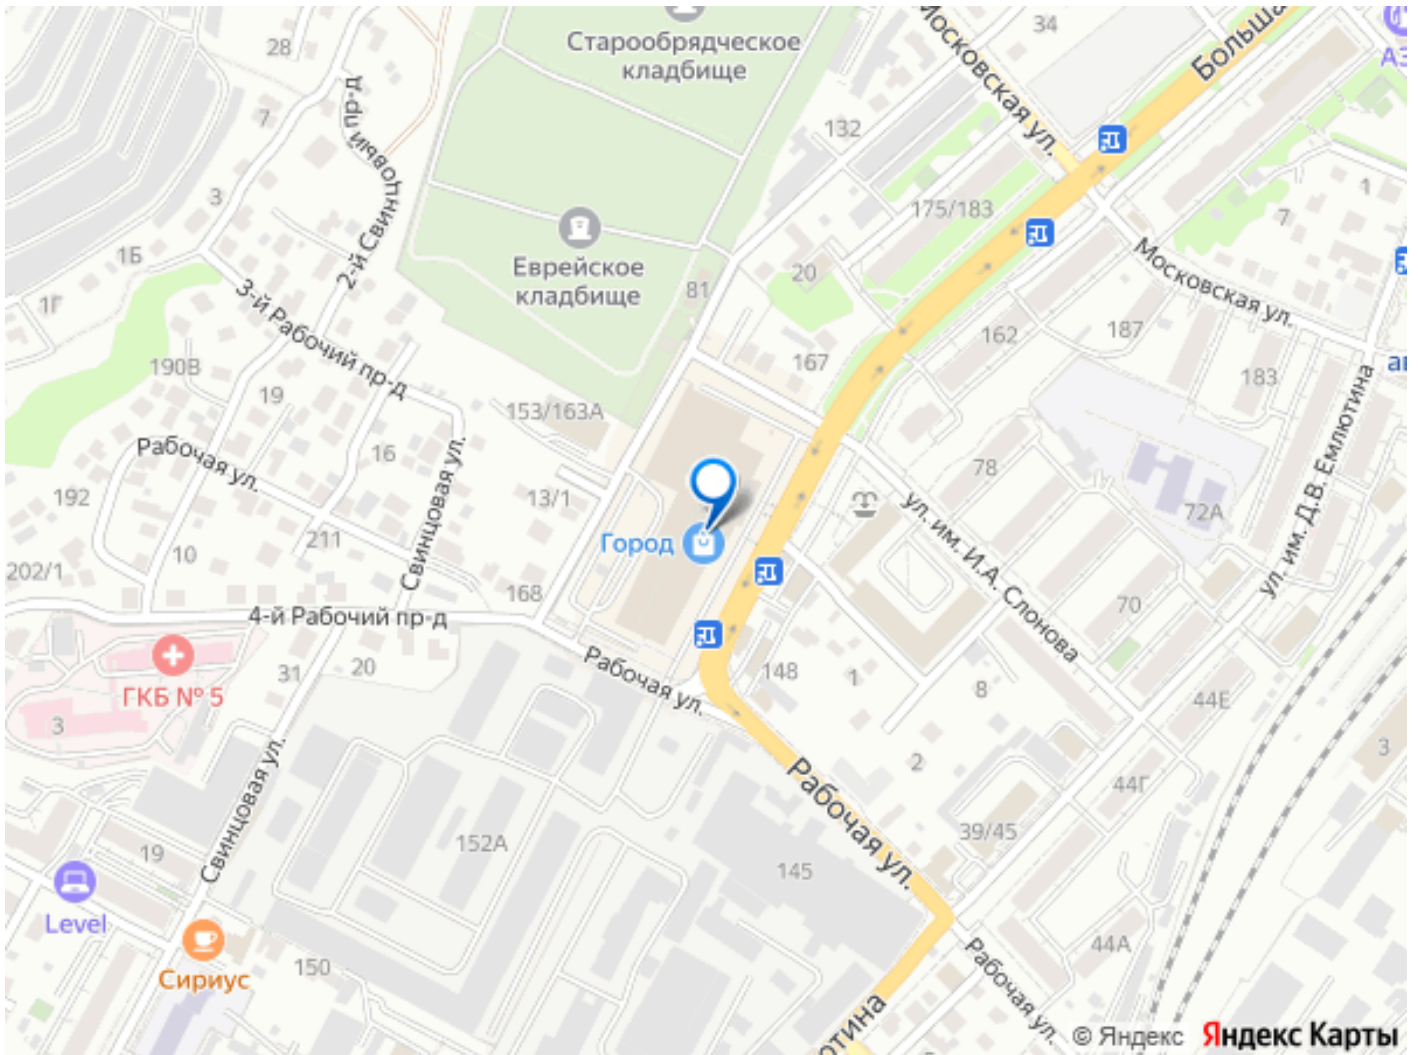 28
Старообрядческое
кладбище
34
Московская ул.
Больша
АЗ
7
2-й Свинцовый пр-д
132
3
175/183
1
7
1Б
Еврейское
кладбище
20
Московская ул.
1Г
3-й Рабочий пр-д
81
162
187
190В
19
167
183
153/163А
Рабочая ул.
16
Свинцовая ул.
78
192
13/1
72А
ул. им. Д.В. Емлютина
ул. им. И.А. Слонова
211
10
Город
202/1
168
70
4-й Рабочий пр-д
Рабочая ул.
148
1
8
44Е
ГКБ № 5
31
20
3
2
3
Рабочая ул.
44Г
Свинцовая ул.
152А
39/45
19
145
Level
44А
Сириус
150
Рабочая ул.
отина
© Яндекс Яндекс Карты